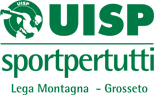 UISP
sportpertutti
Lega Montagna - Grosseto